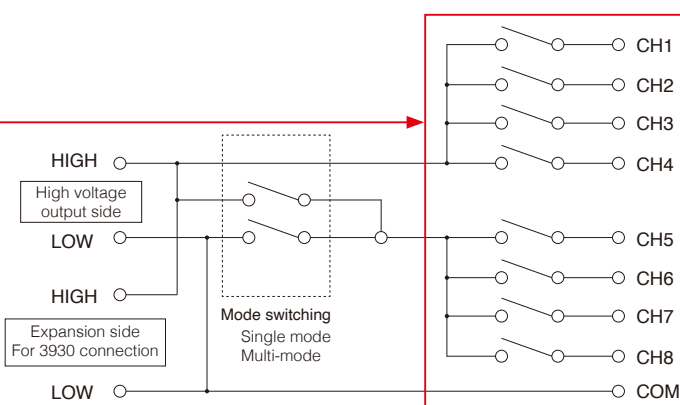 CH1
CH2
CH3
HIGH
CH4
High voltage
output side
LOW
CH5
HIGH
CH6
Mode switching
CH7
Expansion side
For 3930 connection
Single mode
Multi-mode
CH8
LOW
COM